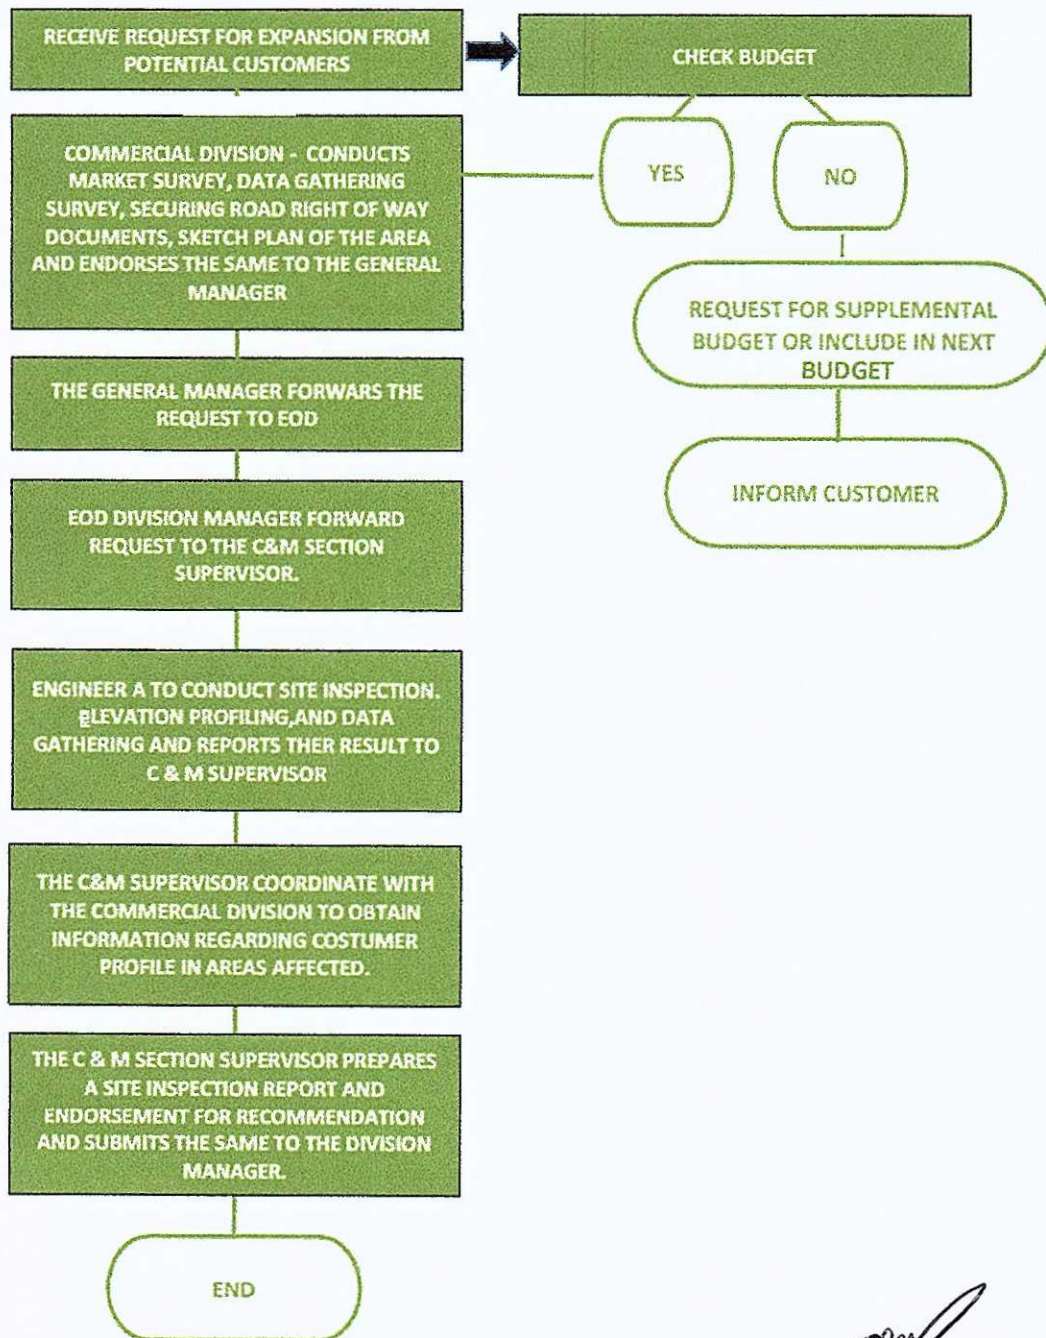 RECEIVE REQUEST FOR EXPANSION FROM
POTENTIAL CUSTOMERS
CHECK BUDGET
YES
NO
COMMERCIAL DIVISION - CONDUCTS
MARKET SURVEY, DATA GATHERING
SURVEY, SECURING ROAD RIGHT OF WAY
DOCUMENTS, SKETCH PLAN OF THE AREA
AND ENDORSES THE SAME TO THE GENERAL
MANAGER
REQUEST FOR SUPPLEMENTAL
BUDGET OR INCLUDE IN NEXT
BUDGET
INFORM CUSTOMER
THE GENERAL MANAGER FORWARS THE
REQUEST TO EOD
EOD DIVISION MANAGER FORWARD
REQUEST TO THE C&M SECTION
SUPERVISOR.
ENGINEER A TO CONDUCT SITE INSPECTION.
ELEVATION PROFILING,AND DATA
GATHERING AND REPORTS THER RESULT TO
C & M SUPERVISOR
THE C&M SUPERVISOR COORDINATE WITH
THE COMMERCIAL DIVISION TO OBTAIN
INFORMATION REGARDING COSTUMER
PROFILE IN AREAS AFFECTED.
THE C & M SECTION SUPERVISOR PREPARES
A SITE INSPECTION REPORT AND
ENDORSEMENT FOR RECOMMENDATION
AND SUBMITS THE SAME TO THE DIVISION
MANAGER.
END